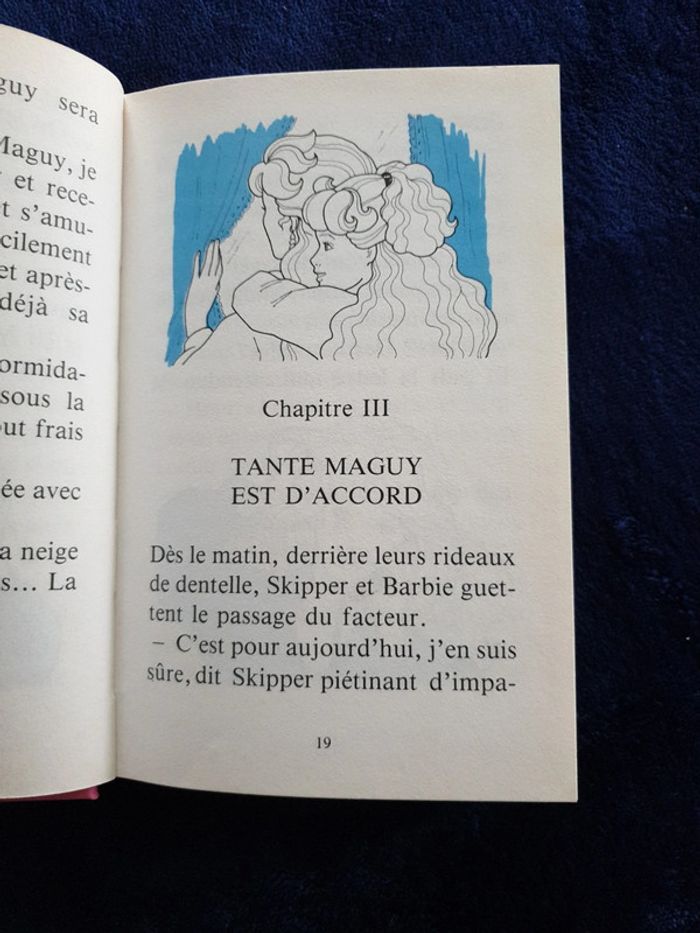 guy sera
Maguy, je
et rece-
t s'amu-
cilement
et après-
déjà sa
ormida-
sous la
out frais
ée avec
a neige
s... La
Chapitre III
TANTE MAGUY
EST D'ACCORD
Dès le matin, derrière leurs rideaux
de dentelle, Skipper et Barbie guet-
tent le passage du facteur.
– C'est pour aujourd'hui, j'en suis
sûre, dit Skipper piétinant d'impa-
19